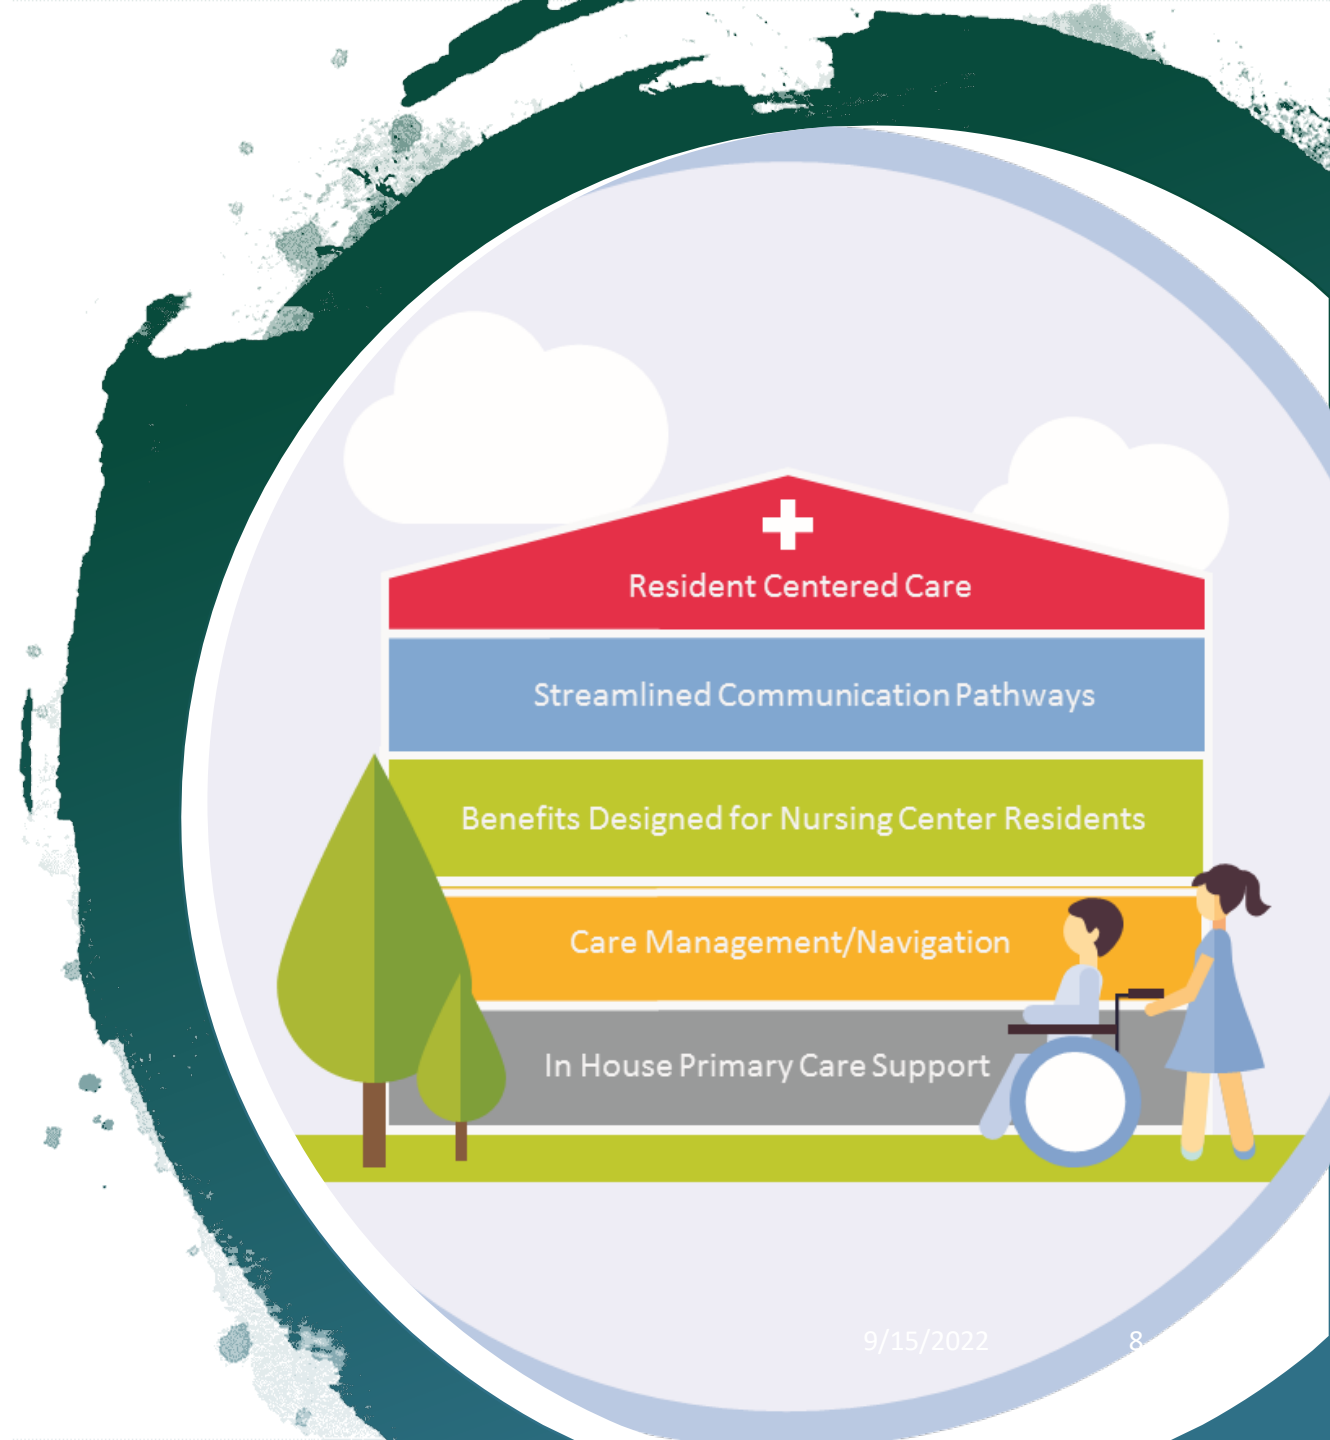 Resident Centered Care
Streamlined Communication Pathways
Benefits Designed for Nursing Center Residents
Care Management/Navigation
In House Primary Care Support
9/15/2022 8